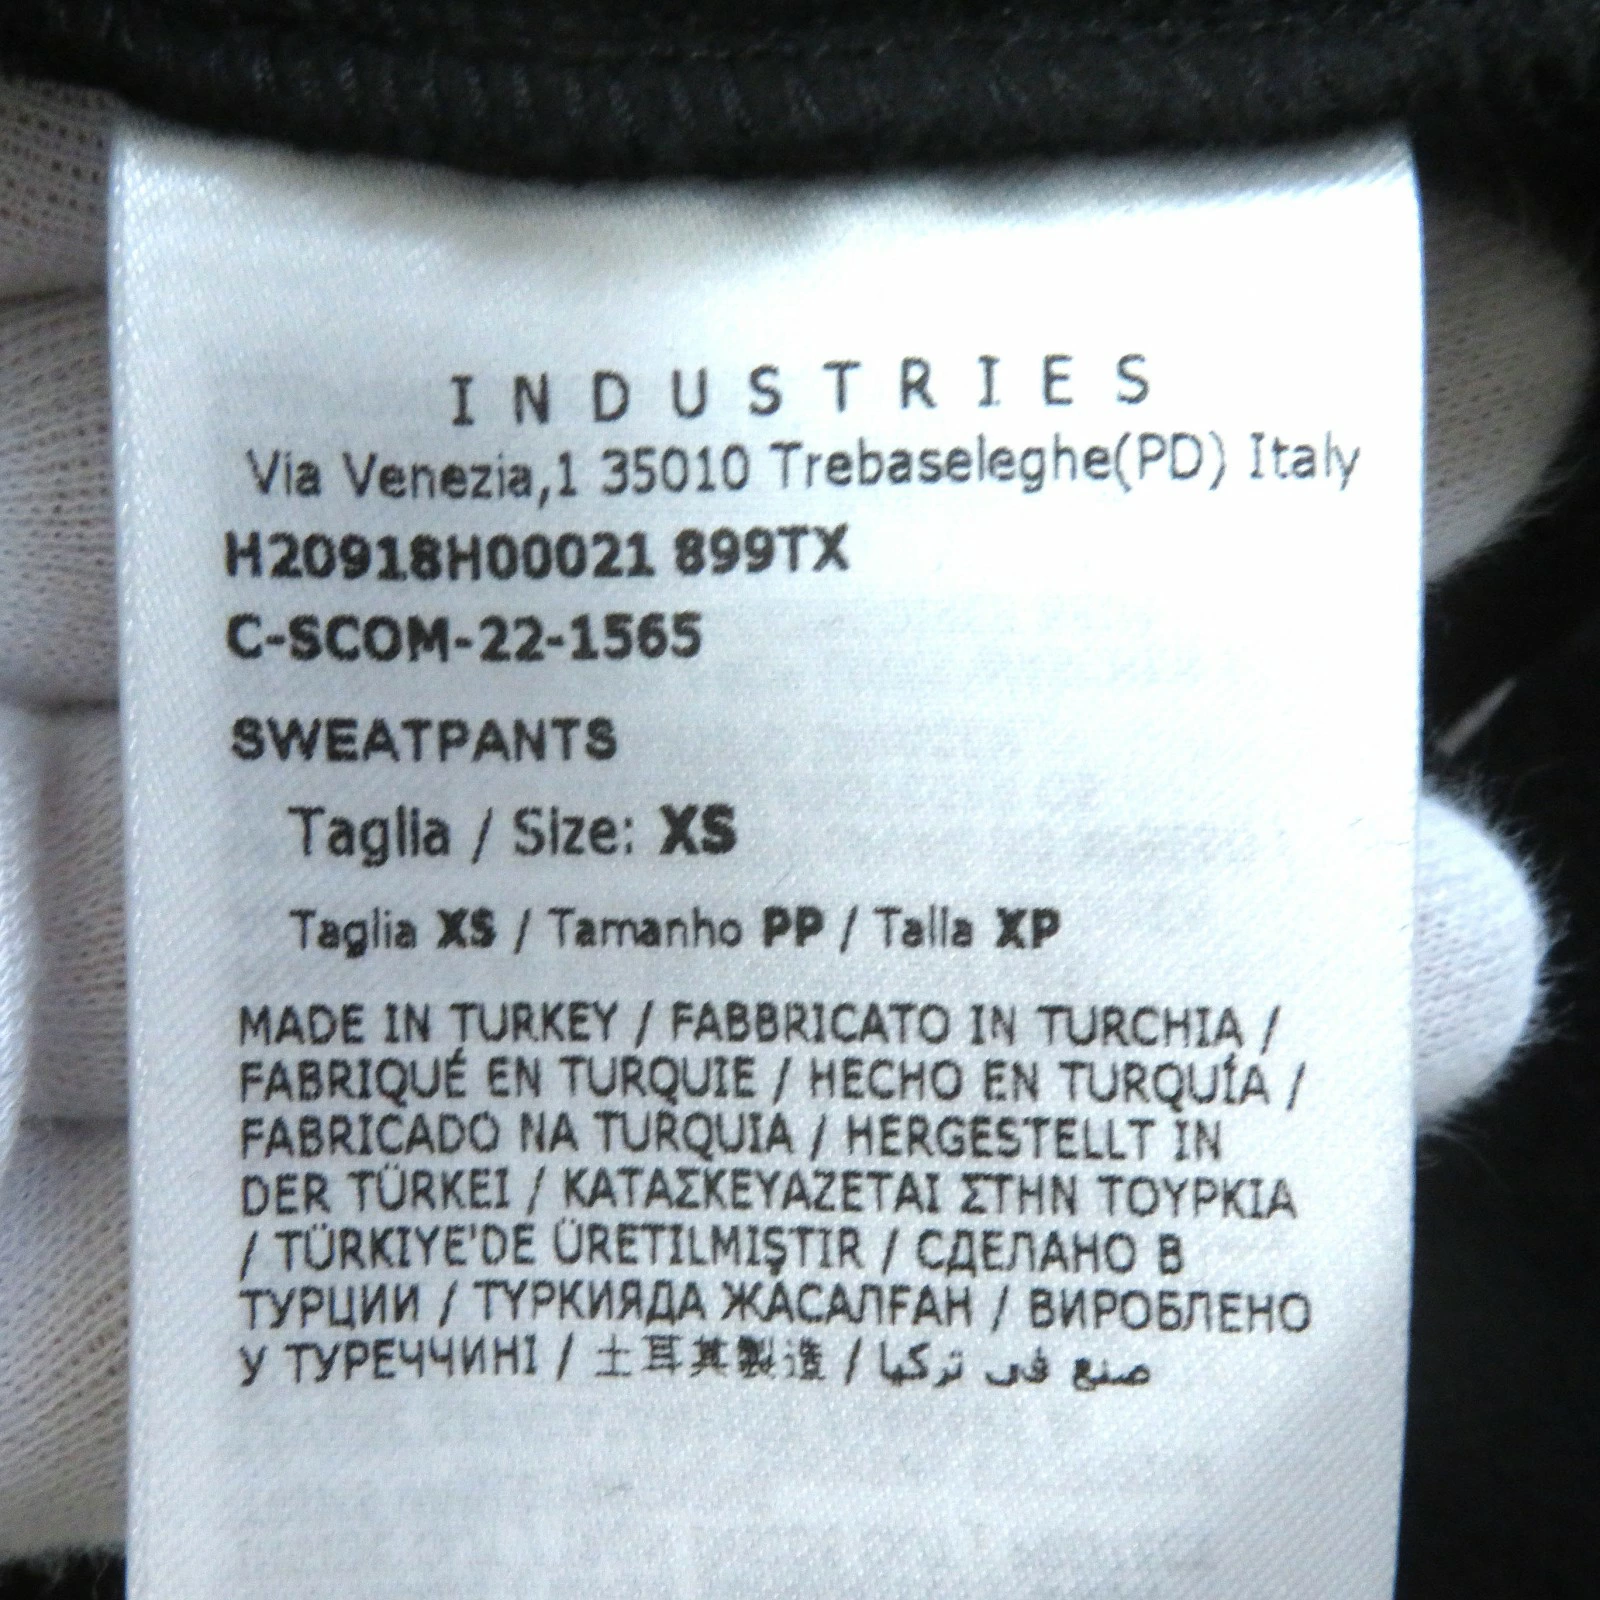 INDUSTRIES
Via Venezia,1 35010 Trebaseleghe(PD) Italy
H20918H00021 899TX
C-SCOM-22-1565
SWEATPANTS
Taglia / Size: XS
Taglia XS / Tamanho PP / Talla XP
MADE IN TURKEY / FABBRICATO IN TURCHIA /
FABRIQUÉ EN TURQUIE / HECHO EN TURQUÍA /
FABRICADO NA TURQUIA / HERGESTELLT IN
DER TÜRKEI / ΚΑΤΑΣΚΕΥΑΖΕΤΑΙ ΣΤΗΝ ΤΟΥΡΚΙΑ
/ TÜRKIYE'DE ÜRETILMIŞTIR / СДЕЛАНО В
ТУРЦИИ / ТҮРКИЯДА ЖАСАЛҒАН / ВИРОБЛЕНО
У ТУРЕЧЧИНІ / 土耳其製造 / صنع في تركيا